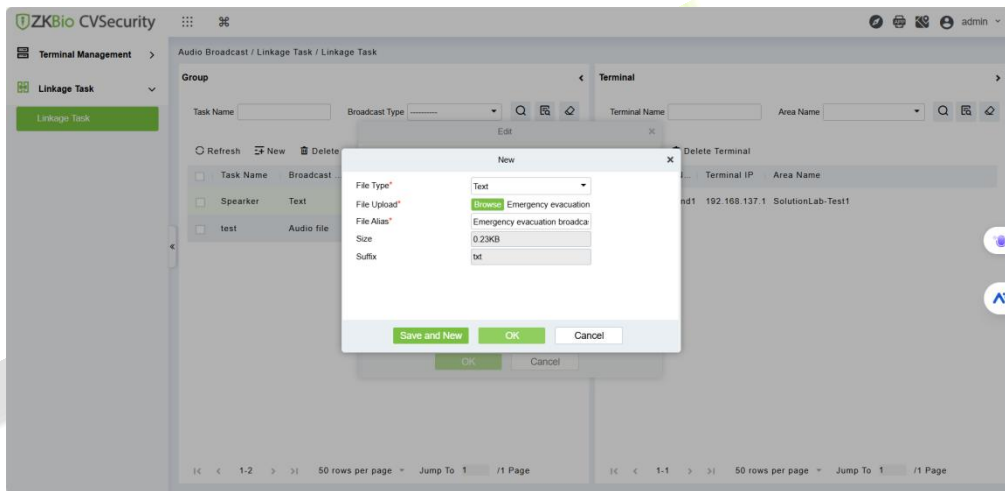 ZKBio CVSecurity
admin
Terminal Management
Linkage Task
Linkage Task
Audio Broadcast / Linkage Task / Linkage Task
Group
Task Name
Broadcast Type ----------
Refresh New Delete
Task Name Broadcast
Spearker Text
test Audio file
Edit
New
File Type* Text
File Upload* Browse Emergency evacuation
File Alias* Emergency evacuation broadca
Size 0.23KB
Suffix txt
Save and New OK Cancel
OK Cancel
1-2 50 rows per page Jump To 1 /1 Page
Terminal
Terminal Name
Area Name
Delete Terminal
Terminal IP Area Name
192.168.137.1 SolutionLab-Test1
1-1 50 rows per page Jump To 1 /1 Page